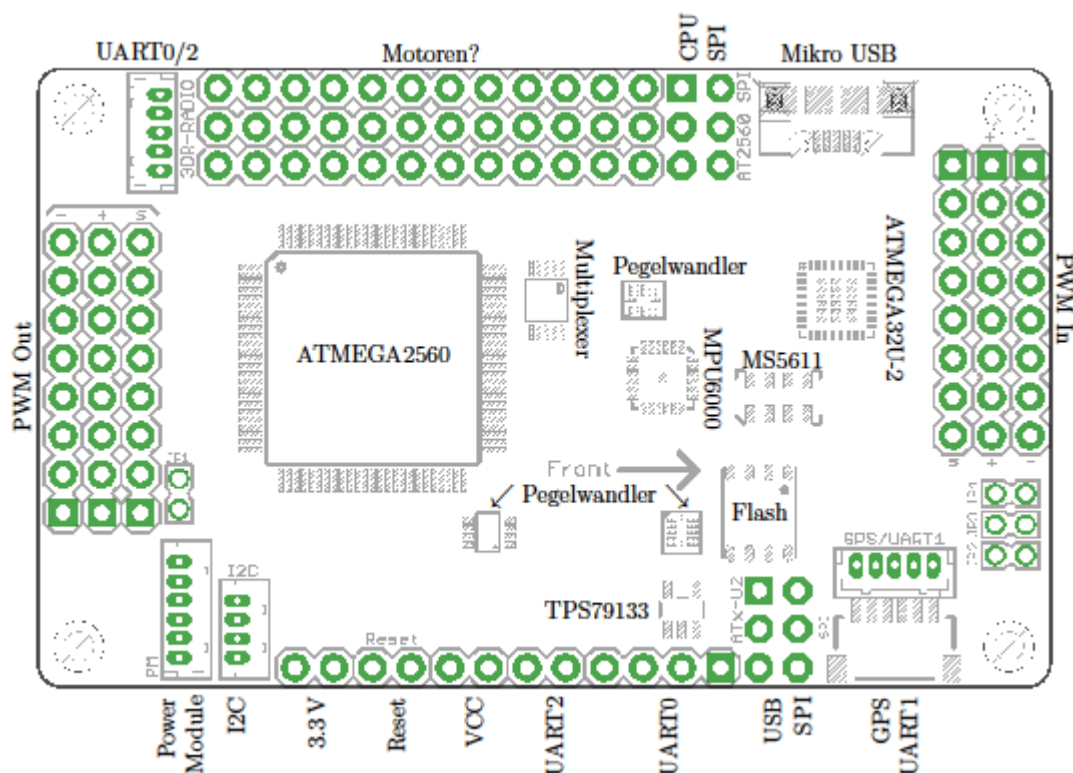 UART0/2
Motoren?
CPU
SPI
Mikro USB
3DR-RADIO
AT2560 SPI
+ -
- + S
PWM Out
ATMEGA2560
Multiplexer
Pegelwandler
MPU6000
MS5611
ATMEGA32U-2
PWM In
S + -
JP1
Front
Pegelwandler
Flash
GPS/UART1
I2C
PM
TPS79133
ATX-U2
SPI
Reset
Power
Module
I2C
3.3 V
Reset
VCC
UART2
UART0
USB
SPI
GPS
UART1